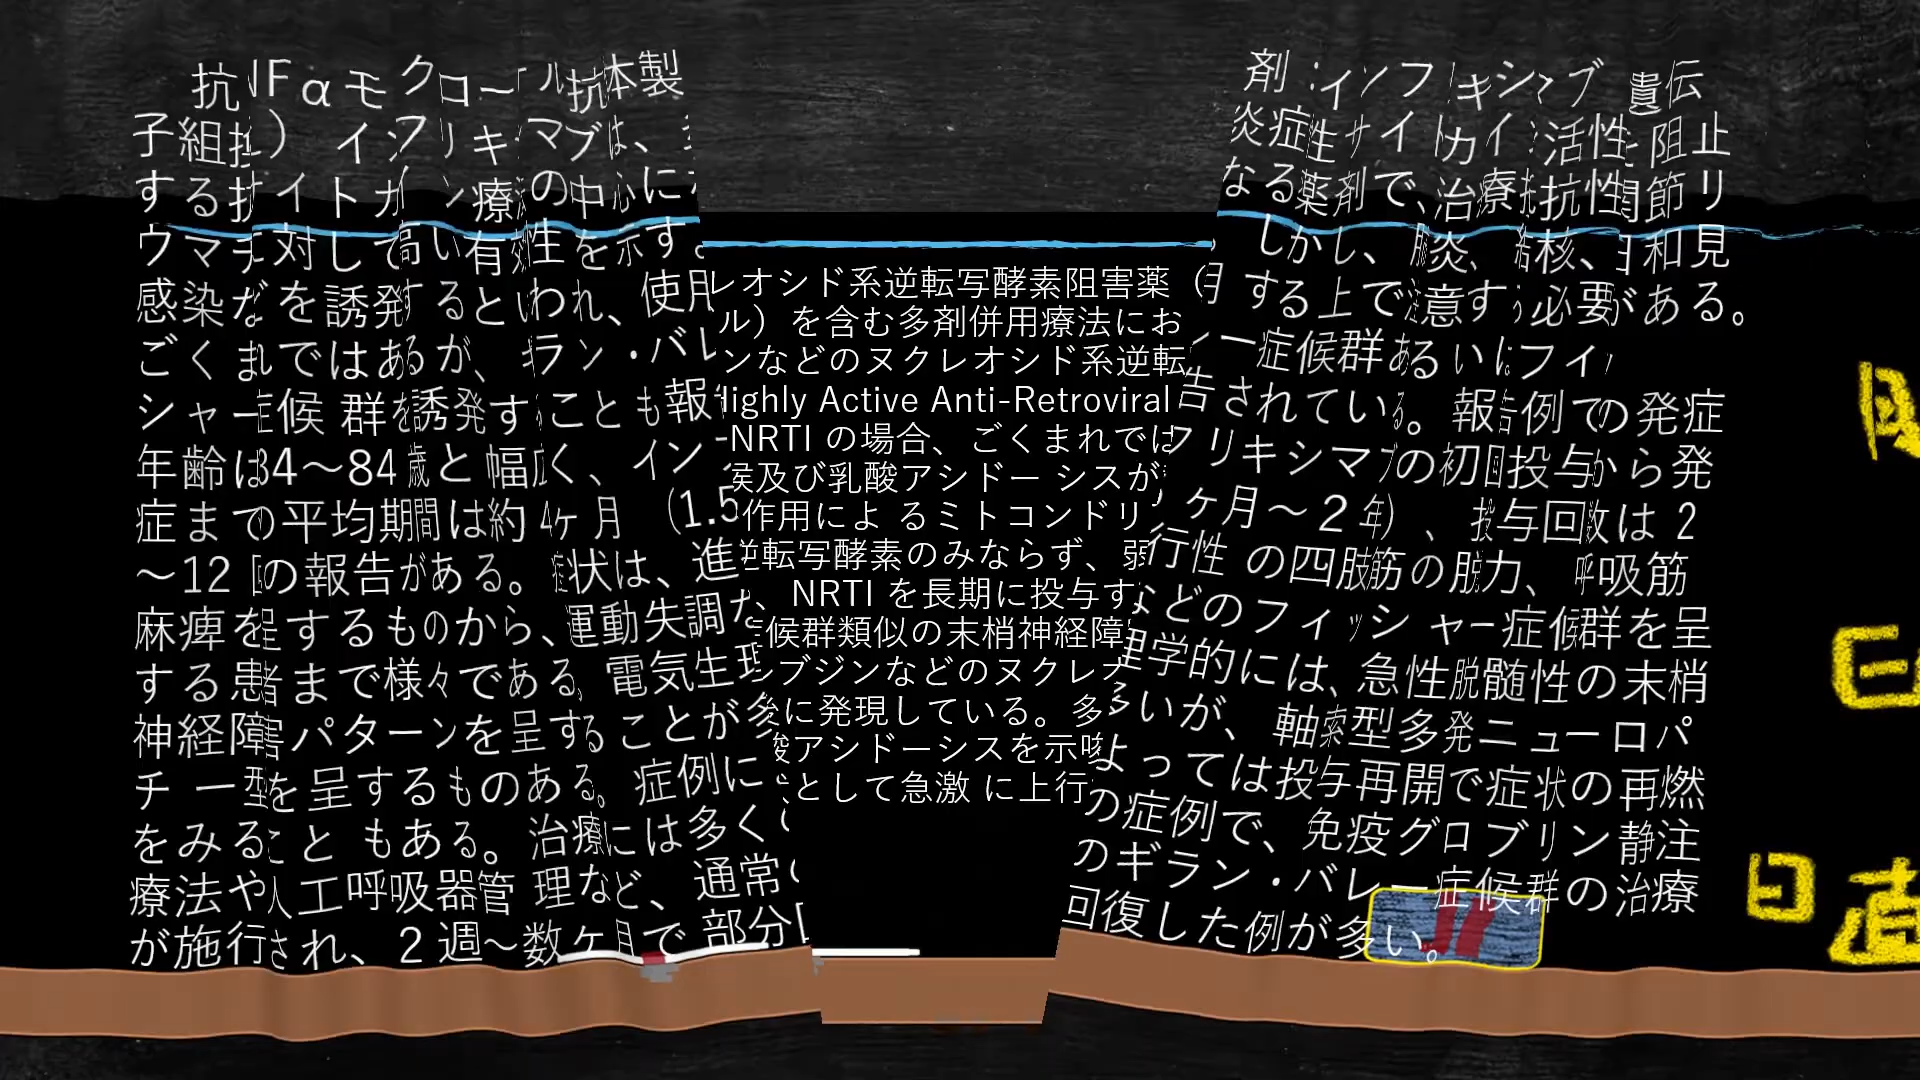 抗 Fαモクロー ル抗体製
子組 ) イ フリキ マブは、
する抗 イトカ ン療 の中心に
ウマチ 対して高い有効性を示す。
感染などを誘発するといわれ、使用
ごくまれではあるが、ギラン・バレ
シャー症候 群を誘発することも報
年齢は34～84歳と幅広く、イン
症までの平均期間は約4ヶ月 (1.5
～12回の報告がある。症状は、進
麻痺を呈するものから、運動失調な
する患者まで様々である。電気生理
神経障害パターンを呈することが多
チー型を呈するものある。症例に
をみることもある。治療には多く
療法や人工呼吸器管理など、通常
が施行され、2週～数ヶ月で部分
レオシド系逆転写酵素阻害薬
ル）を含む多剤併用療法にお
ンなどのヌクレオシド系逆転
Highly Active Anti-Retroviral
NRTI の場合、ごくまれでは
候及び乳酸アシドーシスが
作用によるミトコンドリ
逆転写酵素のみならず、弱
、NRTI を長期に投与す
候群類似の末梢神経障
ブジンなどのヌクレオ
に発現している。多
酸アシドーシスを示唆
として急激に上行
剤：インフリキシマブ 遺伝
炎症性サイトカイン活性を阻止
なる薬剤で、治療抵抗性関節リ
しかし、肺炎、結核、日和見
する上で注意する必要がある。
ー症候群あるいはフィ
告されている。報告例での発症
フリキシマブの初回投与から発
ヶ月～2年）、投与回数は 2
行性の四肢筋の脱力、呼吸筋
などのフィッシャー症候群を呈
理学的には、急性脱髄性の末梢
多いが、軸索型多発ニューロパ
よっては投与再開で症状の再燃
の症例で、免疫グロブリン静注
のギラン・バレー症候群の治療
回復した例が多い。
日
日直